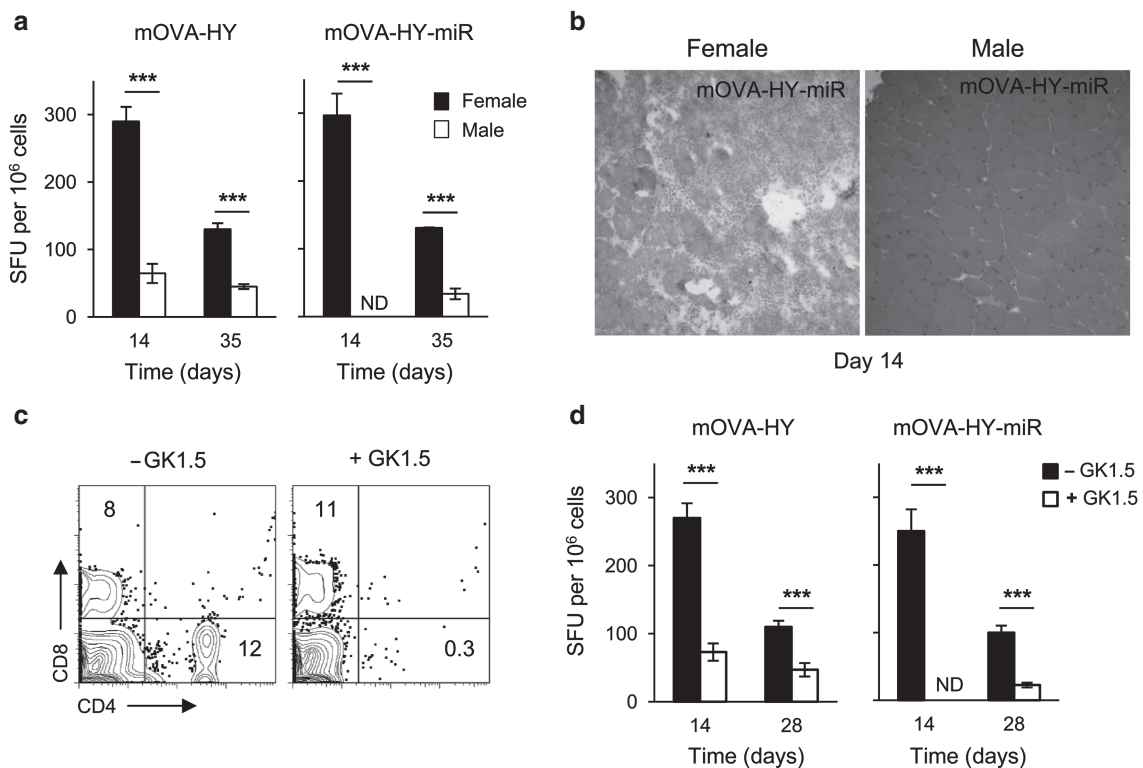 a
mOVA-HY
mOVA-HY-miR
SFU per 10⁶ cells
300
200
100
0
***
***
***
***
ND
Female
Male
14
35
14
35
Time (days)
Time (days)
b
Female
Male
mOVA-HY-miR
mOVA-HY-miR
Day 14
c
–GK1.5
+ GK1.5
8
12
11
0.3
CD8
CD4
d
mOVA-HY
mOVA-HY-miR
SFU per 10⁶ cells
300
200
100
0
***
***
***
***
ND
– GK1.5
+ GK1.5
14
28
14
28
Time (days)
Time (days)